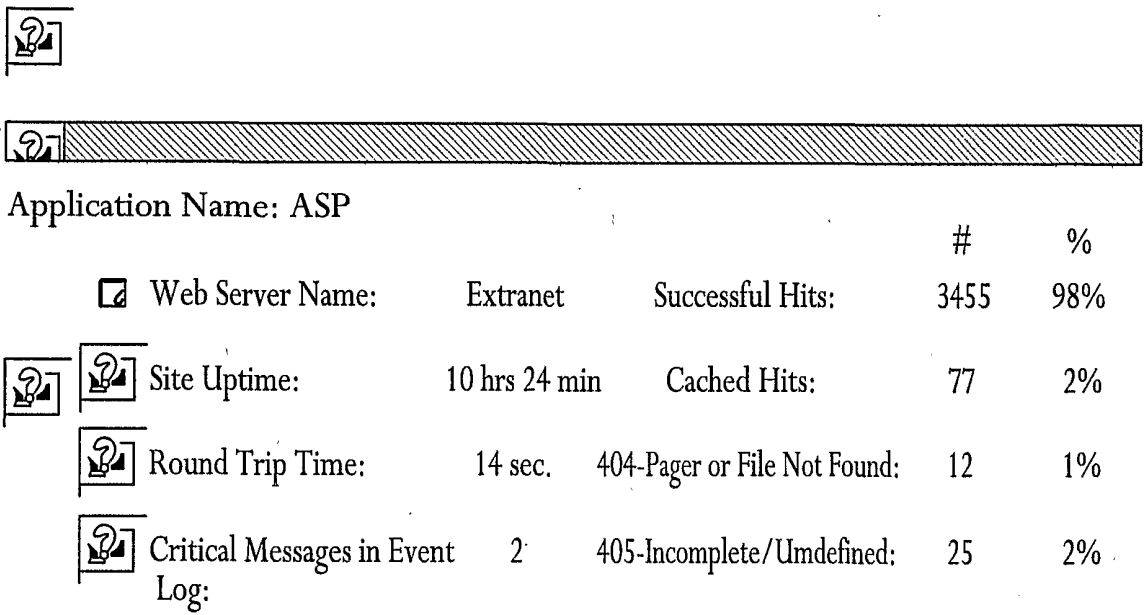 Application Name: ASP
# %
Web Server Name: Extranet Successful Hits: 3455 98%
Site Uptime: 10 hrs 24 min Cached Hits: 77 2%
Round Trip Time: 14 sec. 404-Pager or File Not Found: 12 1%
Critical Messages in Event 2 405-Incomplete/Umdefined: 25 2%
Log: